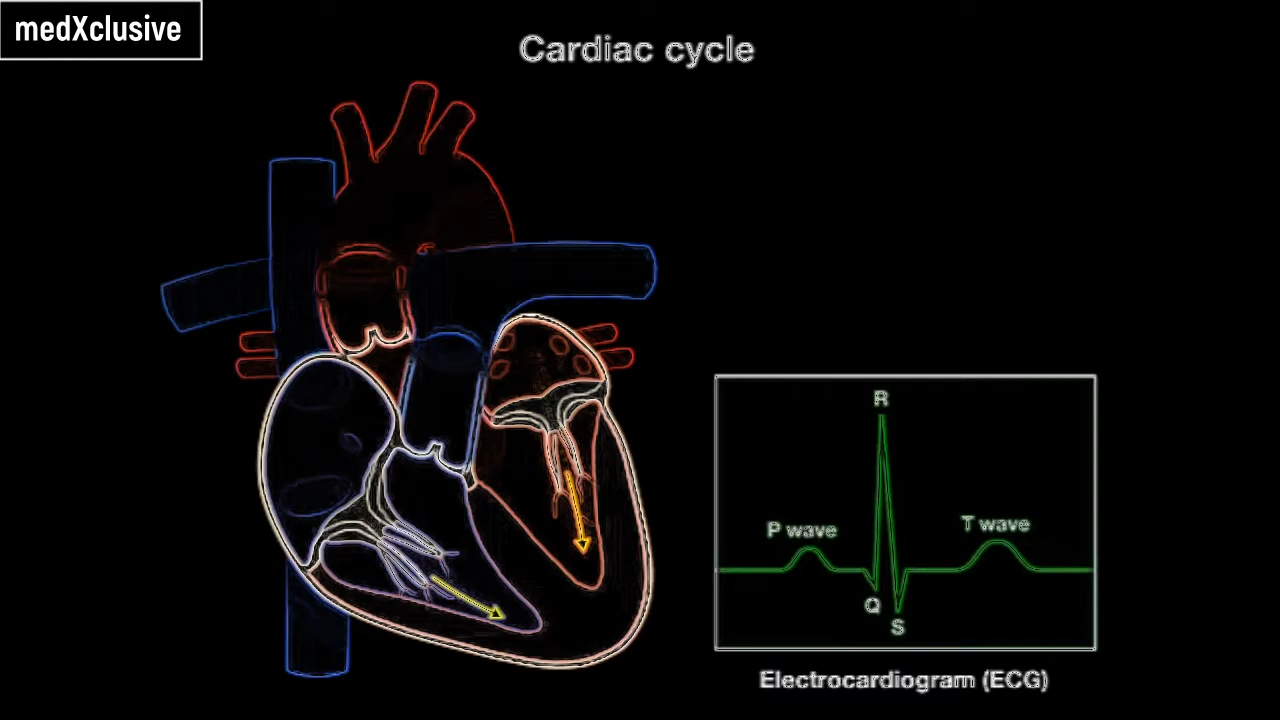 medXclusive
Cardiac cycle
R
P wave
T wave
Q
S
Electrocardiogram (ECG)